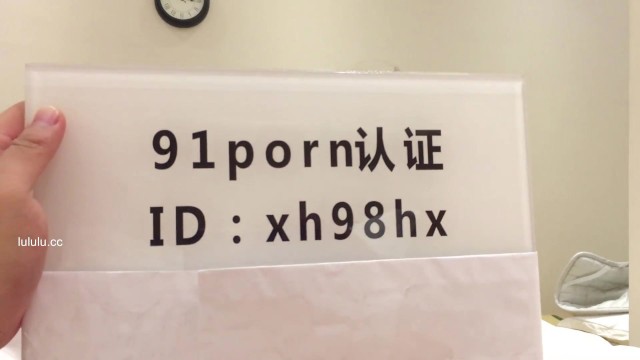 91porn认证
ID：xh98hx
lululu.cc